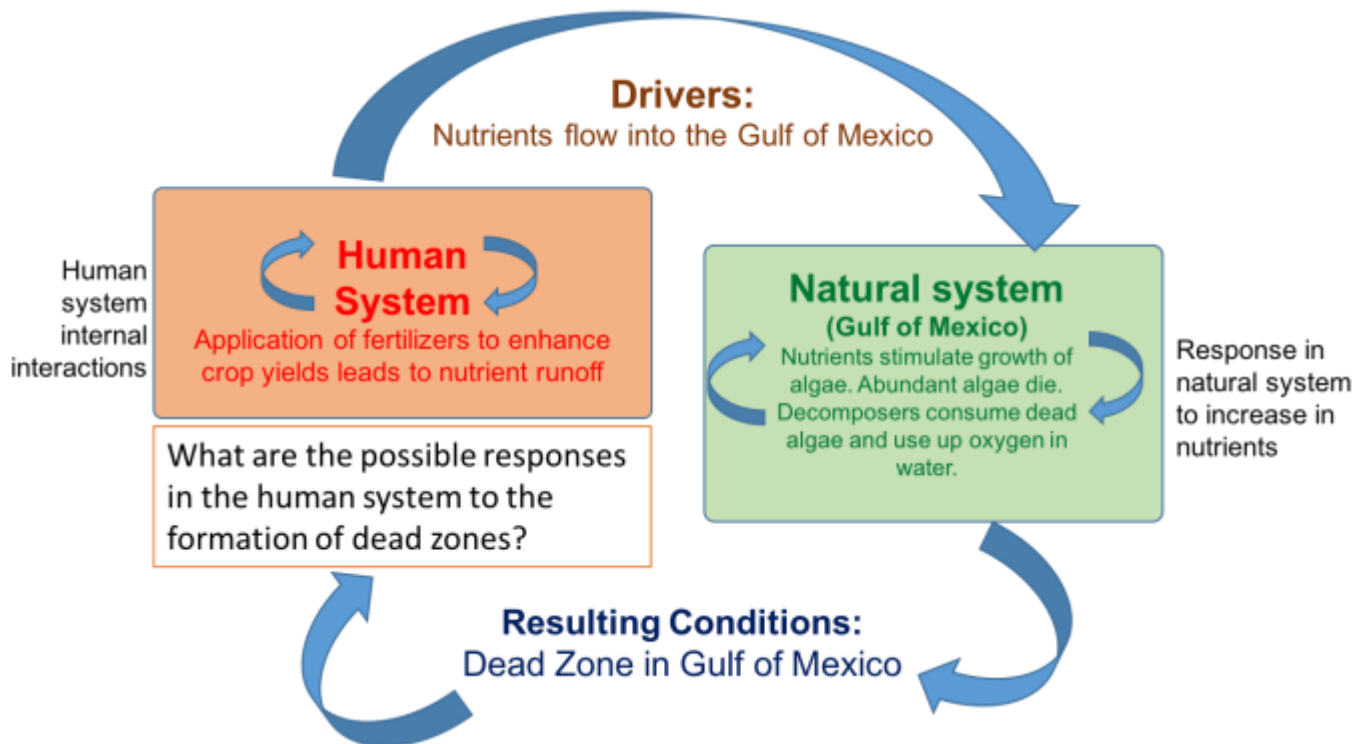 Drivers:
Nutrients flow into the Gulf of Mexico
Human
system
internal
interactions
Human
System
Application of fertilizers to enhance
crop yields leads to nutrient runoff
What are the possible responses
in the human system to the
formation of dead zones?
Natural system
(Gulf of Mexico)
Nutrients stimulate growth of
algae. Abundant algae die.
Decomposers consume dead
algae and use up oxygen in
water.
Response in
natural system
to increase in
nutrients
Resulting Conditions:
Dead Zone in Gulf of Mexico